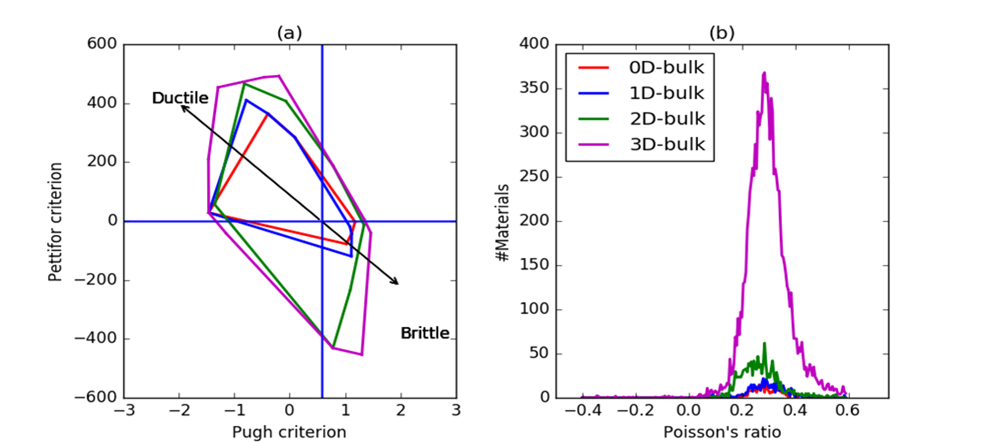 (a)
600
400
200
0
−200
−400
−600
−3 −2 −1 0 1 2 3
Pettifor criterion
Pugh criterion
Ductile
Brittle
(b)
400
350
300
250
200
150
100
50
0
−0.4 −0.2 0.0 0.2 0.4 0.6
#Materials
Poisson's ratio
0D-bulk
1D-bulk
2D-bulk
3D-bulk